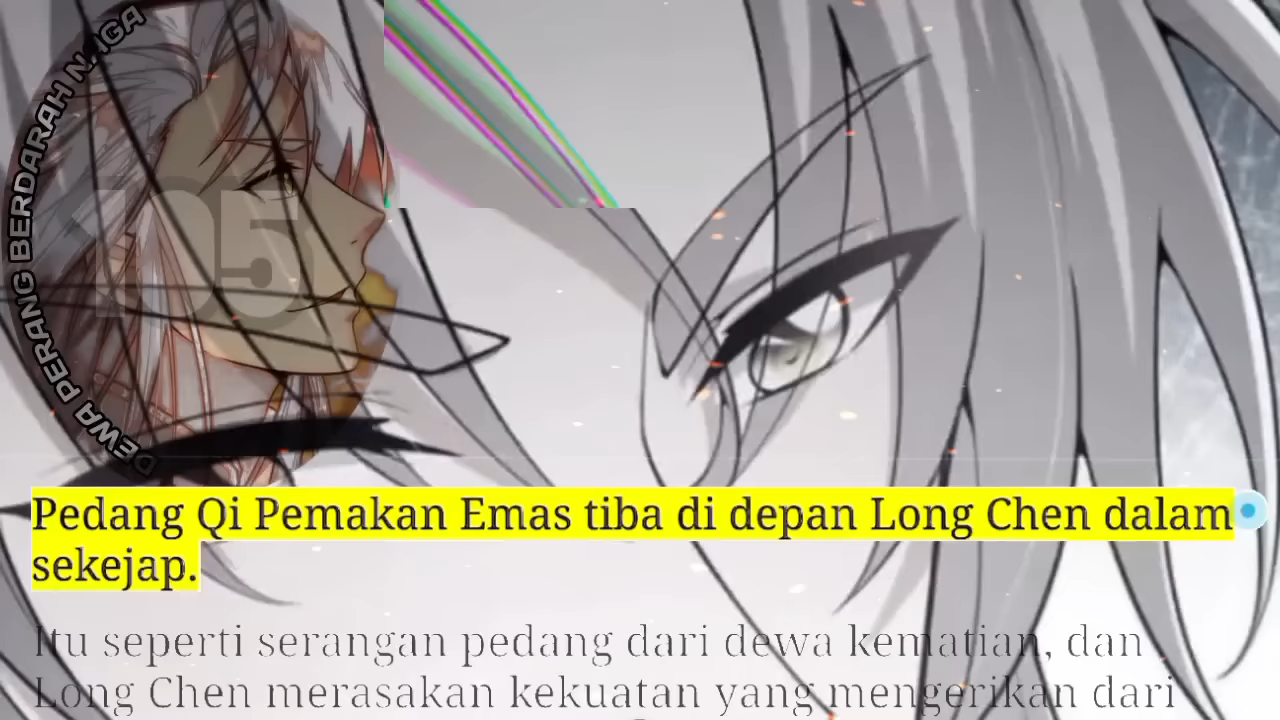 DEWA PERANG BERDARAH NAGA
105
Pedang Qi Pemakan Emas tiba di depan Long Chen dalam
sekejap.
Itu seperti serangan pedang dari dewa kematian, dan
Long Chen merasakan kekuatan yang mengerikan dari